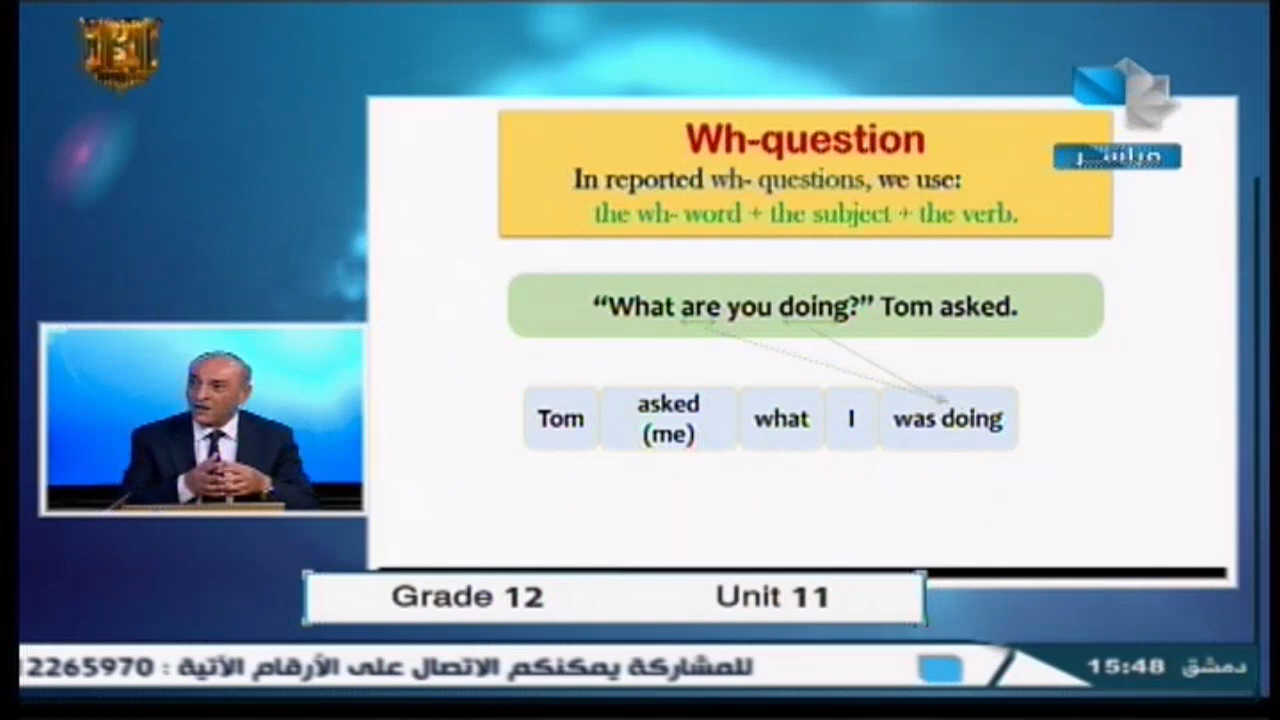 مباشر
Wh-question
In reported wh- questions, we use:
the wh- word + the subject + the verb.
“What are you doing?” Tom asked.
Tom asked (me) what I was doing
Grade 12 Unit 11
للمشاركة يمكنكم الاتصال على الأرقام الآتية : 12265970
دمشق 15:48